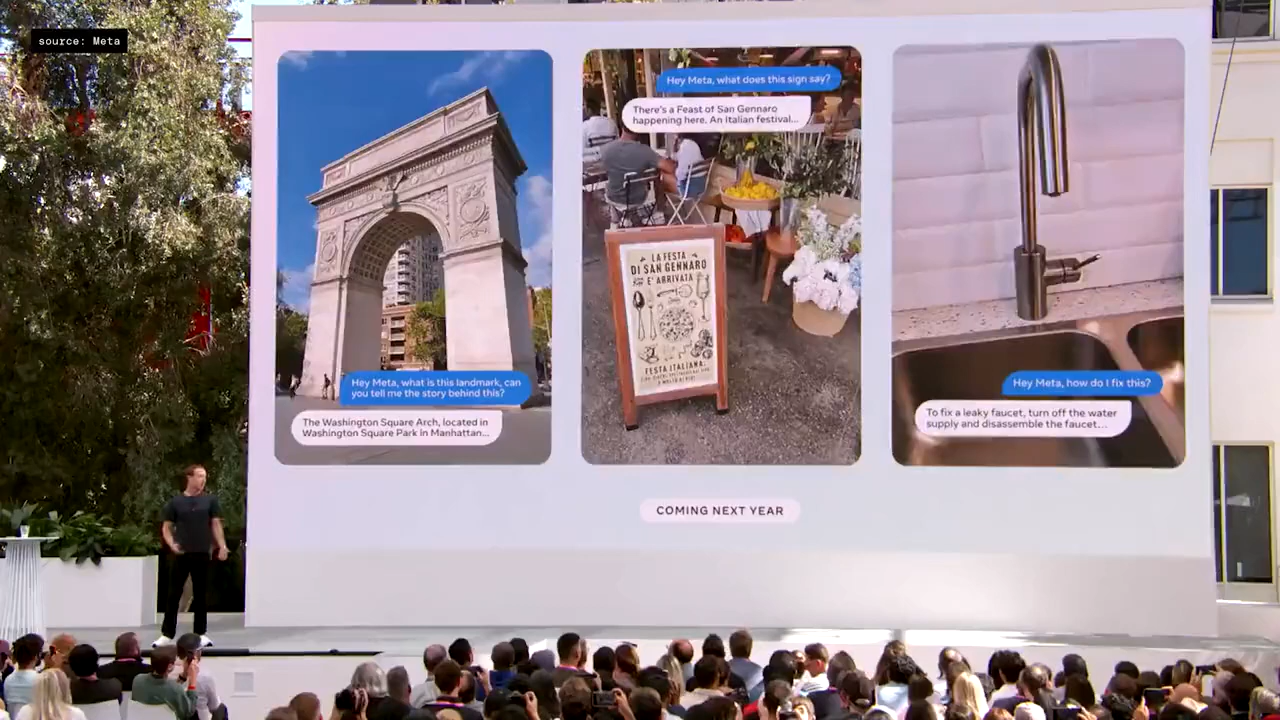 source: Meta
Hey Meta, what is this landmark, can
you tell me the story behind this?
The Washington Square Arch, located in
Washington Square Park in Manhattan...
Hey Meta, what does this sign say?
There's a Feast of San Gennaro
happening here. An Italian festival...
LA FESTA
DI SAN GENNARO
E' ARRIVATA
FESTA ITALIANA:
Hey Meta, how do I fix this?
To fix a leaky faucet, turn off the water
supply and disassemble the faucet...
COMING NEXT YEAR